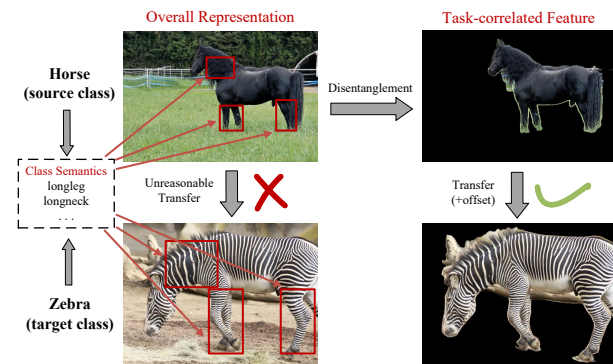 Overall Representation
Task-correlated Feature
Horse
(source class)
Disentanglement
Class Semantics
longleg
longneck
. . .
Unreasonable
Transfer
Transfer
(+offset)
Zebra
(target class)